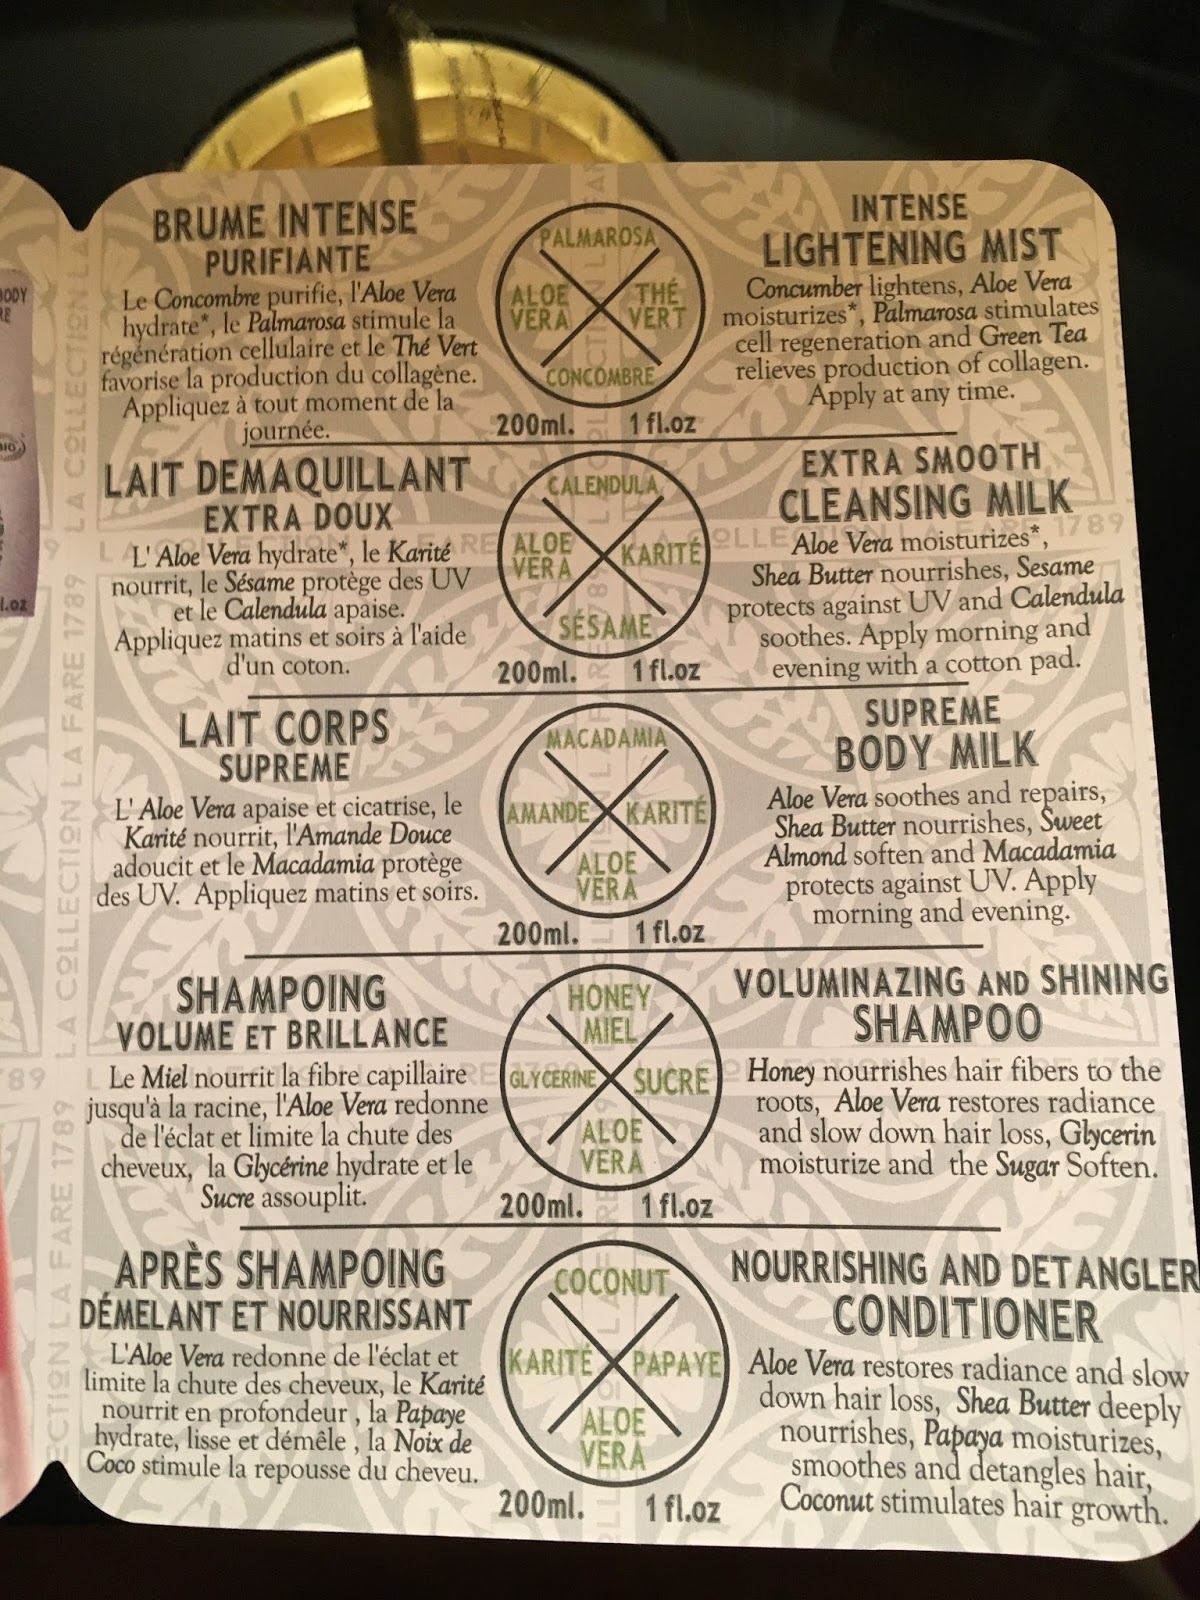 BRUME INTENSE
PURIFIANTE
Le Concombre purifie, l'Aloe Vera
hydrate*, le Palmarosa stimule la
régénération cellulaire et le Thé Vert
favorise la production du collagène.
Appliquez à tout moment de la
journée.
PALMAROSA
ALOE VERA
THÉ VERT
CONCOMBRE
200ml. 1 fl.oz
INTENSE
LIGHTENING MIST
Concumber lightens, Aloe Vera
moisturizes*, Palmarosa stimulates
cell regeneration and Green Tea
relieves production of collagen.
Apply at any time.
LAIT DEMAQUILLANT
EXTRA DOUX
L' Aloe Vera hydrate*, le Karité
nourrit, le Sésame protège des UV
et le Calendula apaise.
Appliquez matins et soirs à l'aide
d'un coton.
CALENDULA
ALOE VERA
KARITÉ
SÉSAME
200ml. 1 fl.oz
EXTRA SMOOTH
CLEANSING MILK
Aloe Vera moisturizes*,
Shea Butter nourishes, Sesame
protects against UV and Calendula
soothes. Apply morning and
evening with a cotton pad.
LAIT CORPS
SUPREME
L' Aloe Vera apaise et cicatrise, le
Karité nourrit, l'Amande Douce
adoucit et le Macadamia protège
des UV. Appliquez matins et soirs.
MACADAMIA
AMANDE
KARITÉ
ALOE
VERA
200ml. 1 fl.oz
SUPREME
BODY MILK
Aloe Vera soothes and repairs,
Shea Butter nourrishes, Sweet
Almond soften and Macadamia
protects against UV. Apply
morning and evening.
SHAMPOING
VOLUME ET BRILLANCE
Le Miel nourrit la fibre capillaire
jusqu'à la racine, l'Aloe Vera redonne
de l'éclat et limite la chute des
cheveux, la Glycérine hydrate et le
Sucre assouplit.
HONEY
MIEL
GLYCERINE
SUCRE
ALOE
VERA
200ml. 1 fl.oz
VOLUMINAZING AND SHINING
SHAMPOO
Honey nourrishes hair fibers to the
roots, Aloe Vera restores radiance
and slow down hair loss, Glycerin
moisturize and the Sugar Soften.
APRÈS SHAMPOING
DÉMELANT ET NOURRISSANT
L'Aloe Vera redonne de l'éclat et
limite la chute des cheveux, le Karité
nourrit en profondeur , la Papaye
hydrate, lisse et démêle , la Noix de
Coco stimule la repousse du cheveu.
COCONUT
KARITÉ
PAPAYE
ALOE
VERA
200ml. 1 fl.oz
NOURRISHING AND DETANGLER
CONDITIONER
Aloe Vera restores radiance and slow
down hair loss, Shea Butter deeply
nourrishes, Papaya moisturizes,
smoothes and detangles hair,
Coconut stimulates hair growth.
LA COLLECTION LA FARE 1789